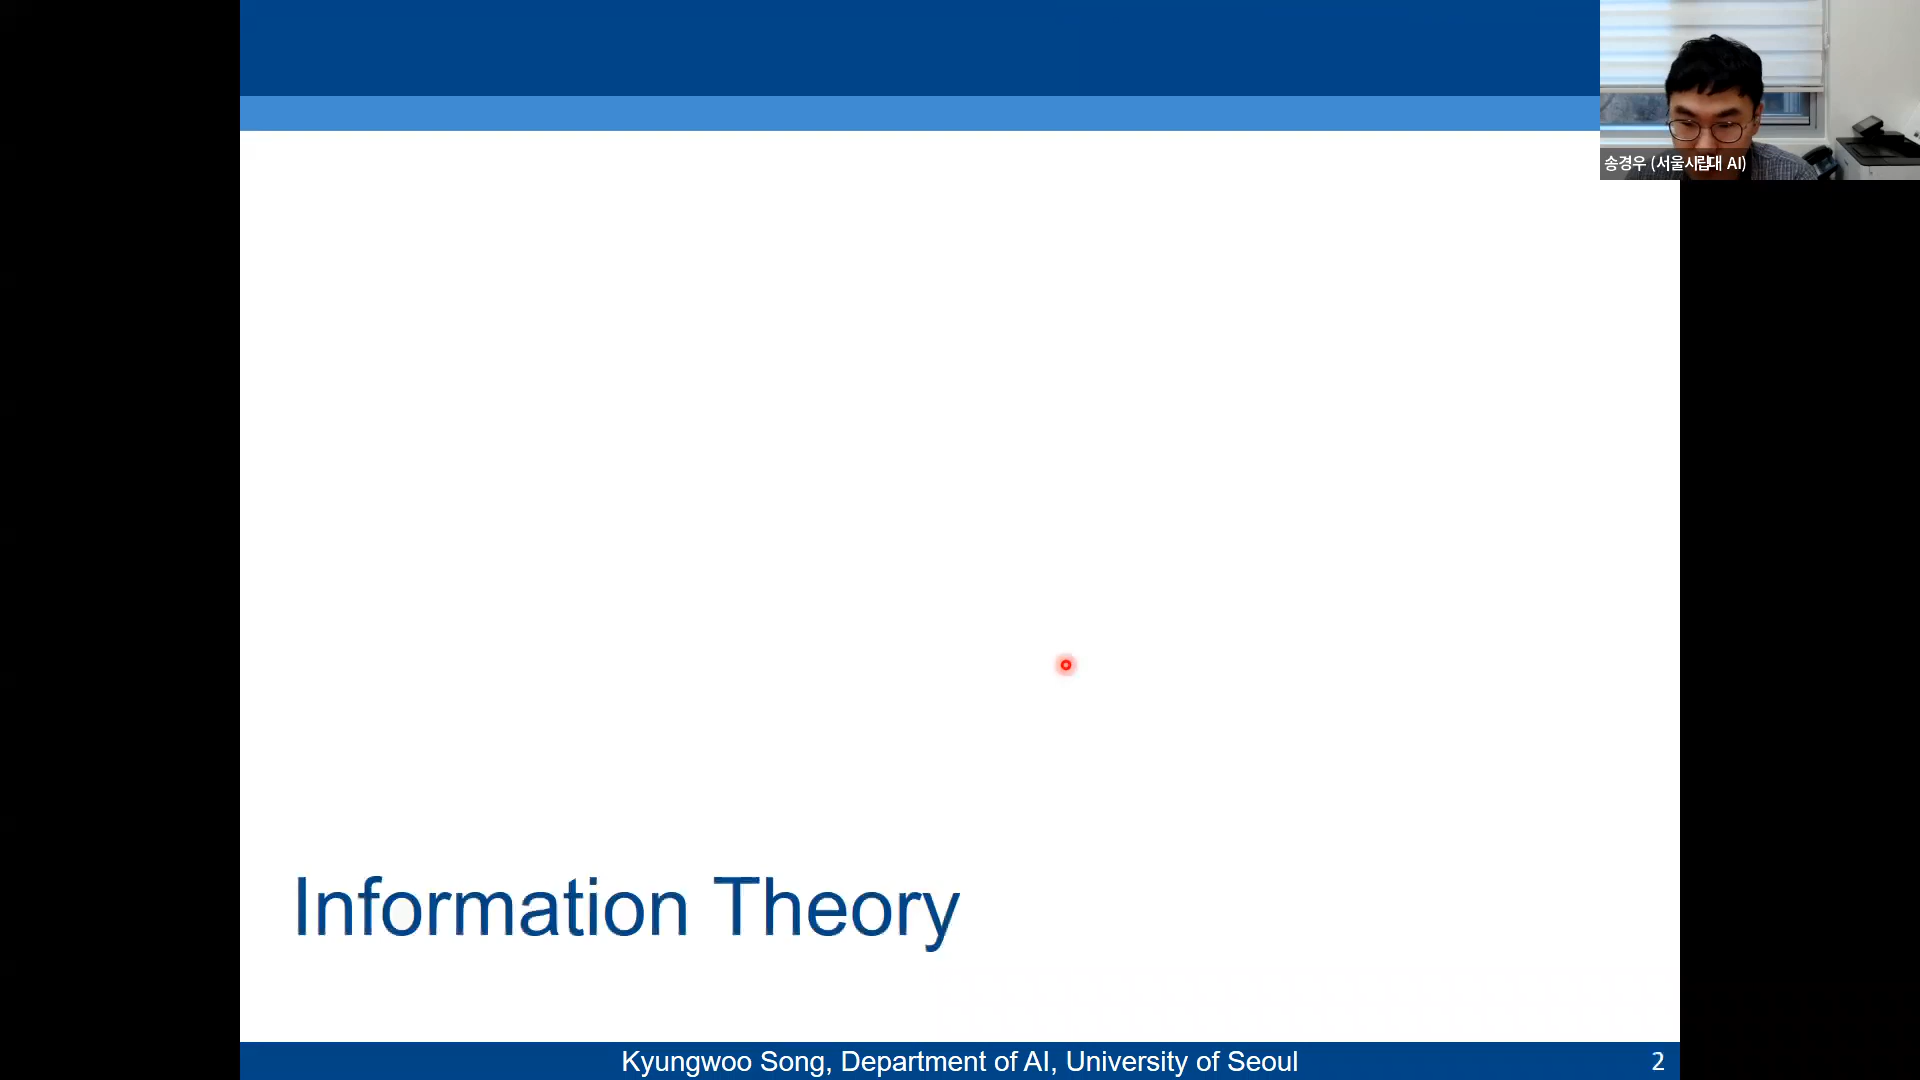 송경우 (서울시립대 AI)
Information Theory
Kyungwoo Song, Department of AI, University of Seoul
2